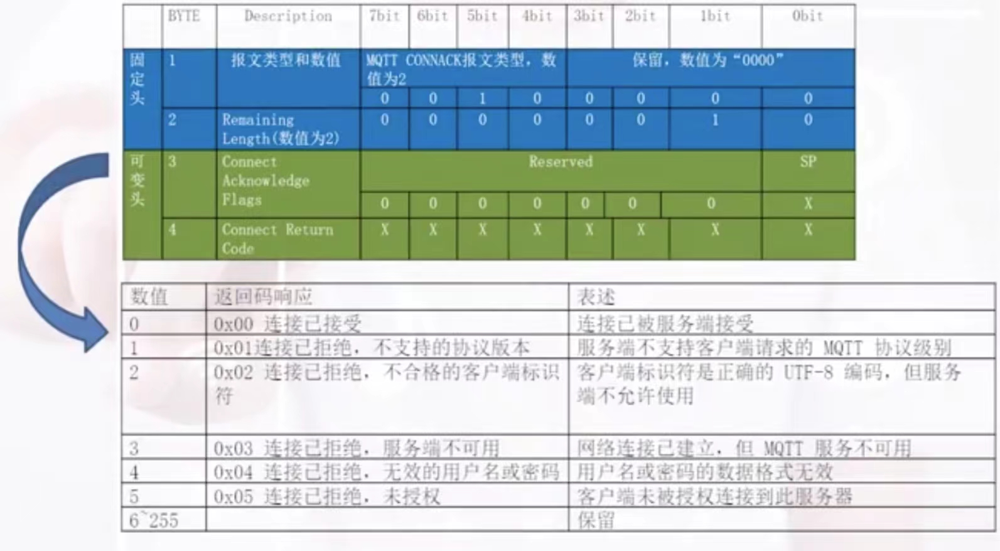 BYTE Description 7bit 6bit 5bit 4bit 3bit 2bit 1bit 0bit
固定头 1 报文类型和数值 MQTT CONNACK报文类型，数 保留，数值为“0000”
值为2
0 0 1 0 0 0 0 0
2 Remaining 0 0 0 0 0 0 1 0
Length(数值为2)
可变头 3 Connect Reserved SP
Acknowledge
Flags 0 0 0 0 0 0 0 X
4 Connect Return X X X X X X X X
Code
数值 返回码响应 表述
0 0x00 连接已接受 连接已被服务端接受
1 0x01连接已拒绝，不支持的协议版本 服务端不支持客户端请求的 MQTT 协议级别
2 0x02 连接已拒绝，不合格的客户端标识 客户端标识符是正确的 UTF-8 编码，但服务
符 端不允许使用
3 0x03 连接已拒绝，服务端不可用 网络连接已建立，但 MQTT 服务不可用
4 0x04 连接已拒绝，无效的用户名或密码 用户名或密码的数据格式无效
5 0x05 连接已拒绝，未授权 客户端未被授权连接到此服务器
6~255 保留